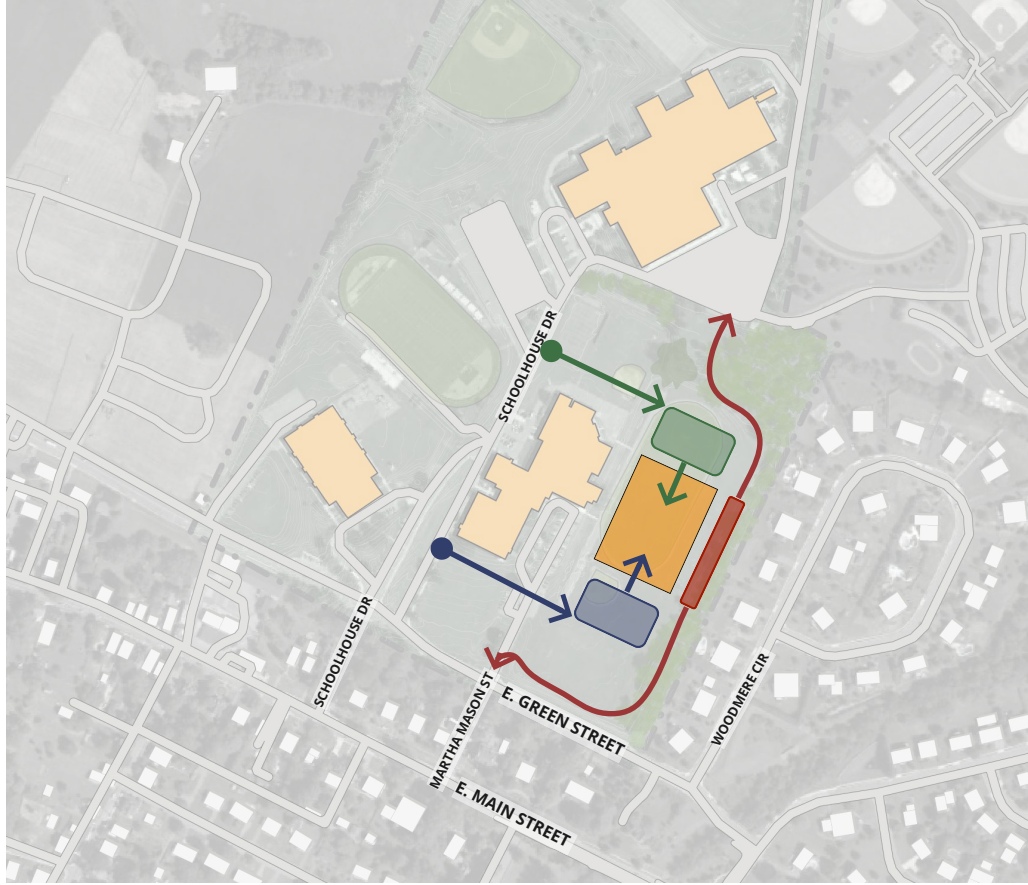 SCHOOLHOUSE DR
SCHOOLHOUSE DR
MARTHA MASON ST
E. GREEN STREET
WOODMERE CIR
E. MAIN STREET